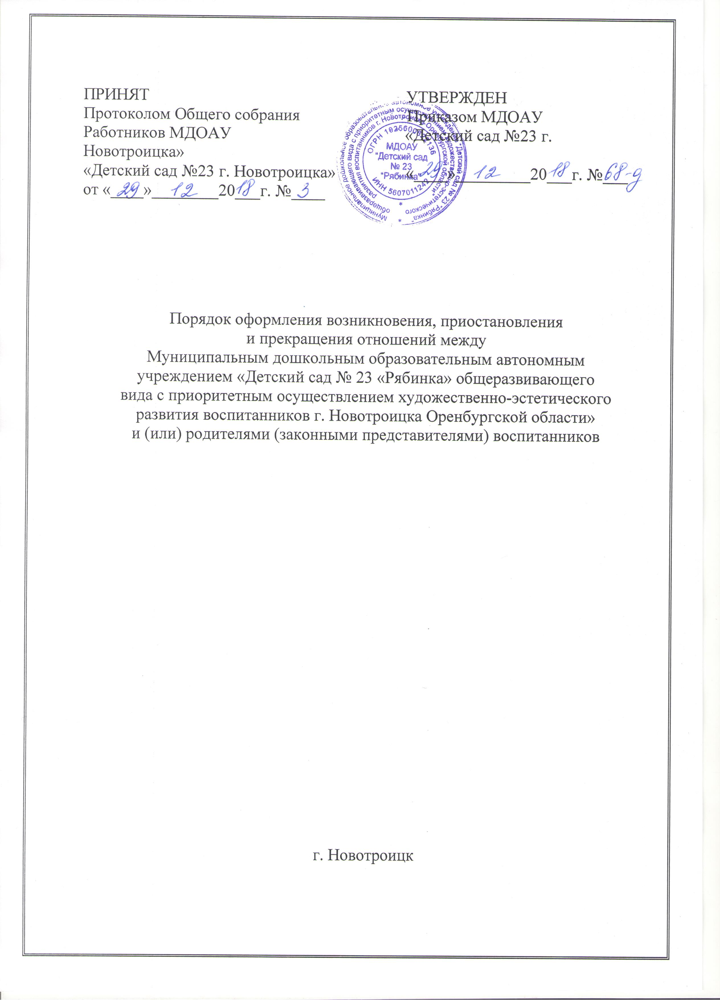 ПРИНЯТ
Протоколом Общего собрания
Работников МДОАУ
Новотроицка»
«Детский сад №23 г. Новотроицка»
от «29» 12 2018 г. № 3
УТВЕРЖДЕН
Приказом МДОАУ
«Детский сад №23 г.
«29» 12 2018 г. №68-д
Муниципальное дошкольное образовательное автономное учреждение "Детский сад № 23 "Рябинка"
общеразвивающего вида с приоритетным осуществлением художественно-эстетического
развития воспитанников г. Новотроицка Оренбургской области"
ОГРН
МДОАУ
"Детский сад
№ 23
"Рябинка"
ИНН 5607011242
Порядок оформления возникновения, приостановления
и прекращения отношений между
Муниципальным дошкольным образовательным автономным
учреждением «Детский сад № 23 «Рябинка» общеразвивающего
вида с приоритетным осуществлением художественно-эстетического
развития воспитанников г. Новотроицка Оренбургской области»
и (или) родителями (законными представителями) воспитанников
г. Новотроицк